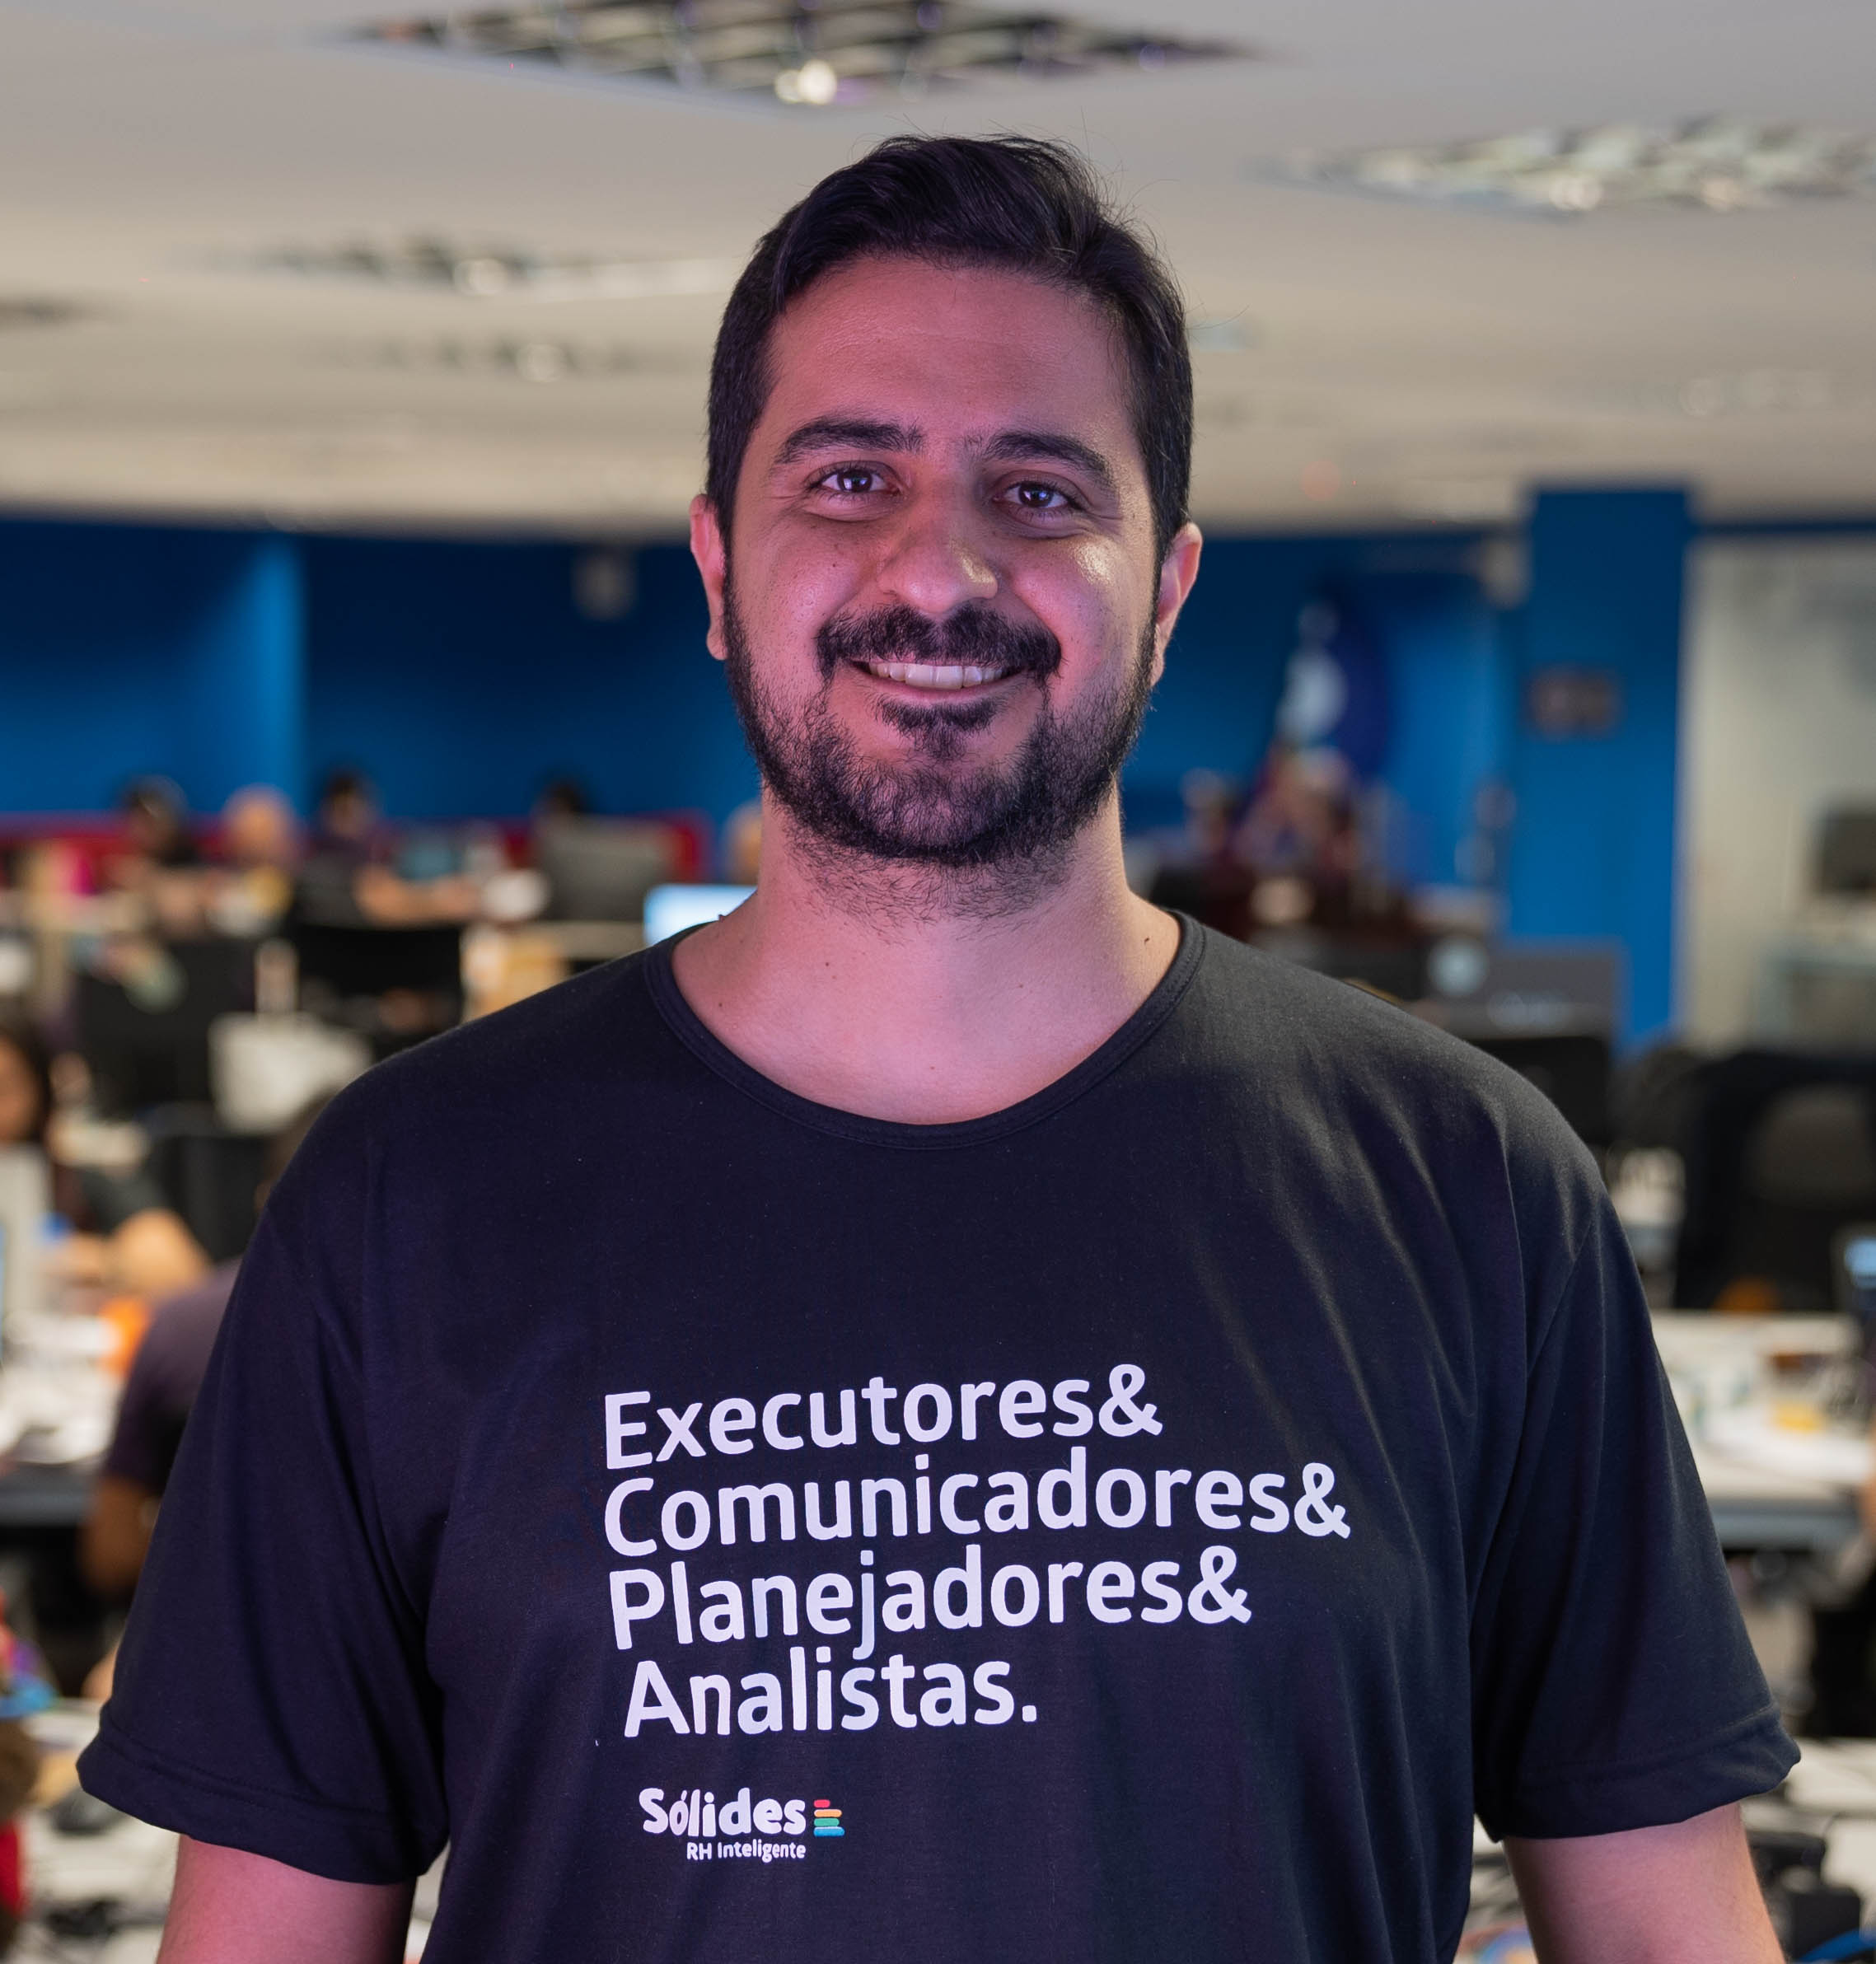 Executores&
Comunicadores&
Planejadores&
Analistas.
Sólides
RH Inteligente